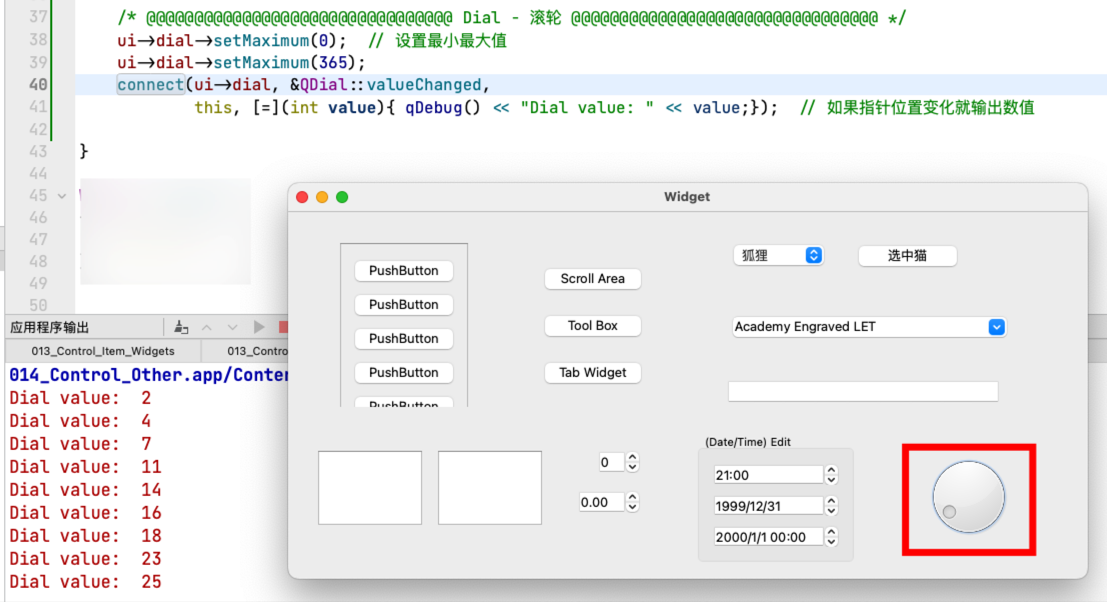 37 /* @@@@@@@@@@@@@@@@@@@@@@@@@@@@@@@@ Dial - 滚轮 @@@@@@@@@@@@@@@@@@@@@@@@@@@@@@@@ */
38 ui->dial->setMaximum(0);  // 设置最小最大值
39 ui->dial->setMaximum(365);
40 connect(ui->dial, &QDial::valueChanged,
41 this, [=](int value){ qDebug() << "Dial value: " << value;});  // 如果指针位置变化就输出数值
42
43 }
44
45
46
47
48
49
50
Widget
PushButton
PushButton
PushButton
PushButton
PushButton
Scroll Area
Tool Box
Tab Widget
狐狸
选中猫
Academy Engraved LET
0
0.00
(Date/Time) Edit
21:00
1999/12/31
2000/1/1 00:00
应用程序输出
013_Control_Item_Widgets
013_Contro
014_Control_Other.app/Conter
Dial value:  2
Dial value:  4
Dial value:  7
Dial value:  11
Dial value:  14
Dial value:  16
Dial value:  18
Dial value:  23
Dial value:  25